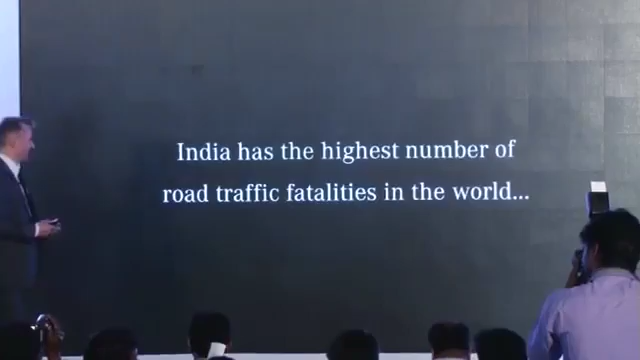 India has the highest number of
road traffic fatalities in the world...